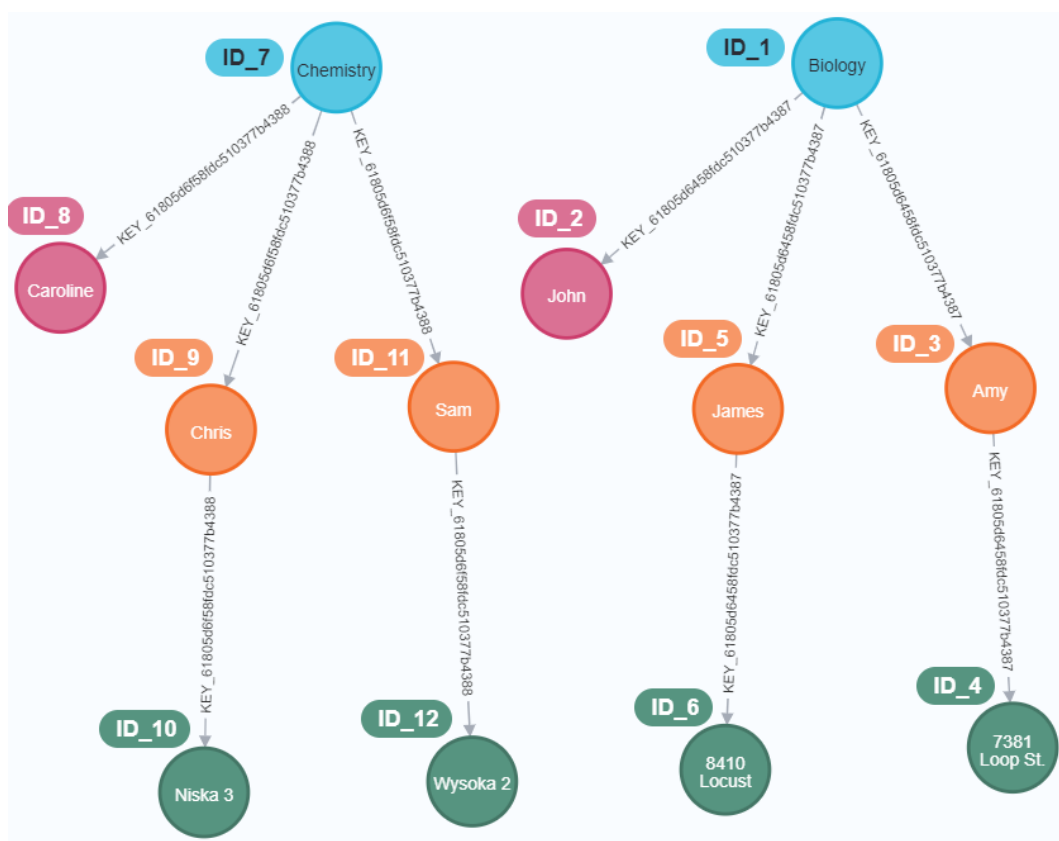 ID_7
Chemistry
KEY_61805d6f58fdc510377b4388
KEY_61805d6f58fdc510377b4388
KEY_61805d6f58fdc510377b4388
ID_8
Caroline
ID_9
Chris
ID_11
Sam
KEY_61805d6f58fdc510377b4388
KEY_61805d6f58fdc510377b4388
ID_10
Niska 3
ID_12
Wysoka 2
ID_1
Biology
KEY_61805d6458fdc510377b4387
KEY_61805d6458fdc510377b4387
KEY_61805d6458fdc510377b4387
ID_2
John
ID_5
James
ID_3
Amy
KEY_61805d6458fdc510377b4387
KEY_61805d6458fdc510377b4387
ID_6
8410
Locust
ID_4
7381
Loop St.